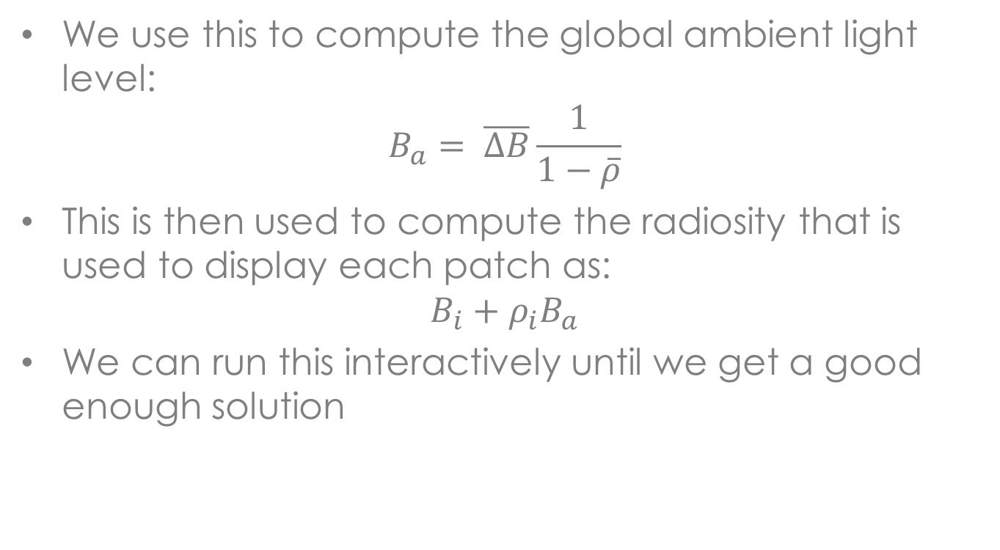 • We use this to compute the global ambient light
level:
$B_a = \overline{\Delta B} \frac{1}{1 - \bar{\rho}}$
• This is then used to compute the radiosity that is
used to display each patch as:
$B_i + \rho_i B_a$
• We can run this interactively until we get a good
enough solution